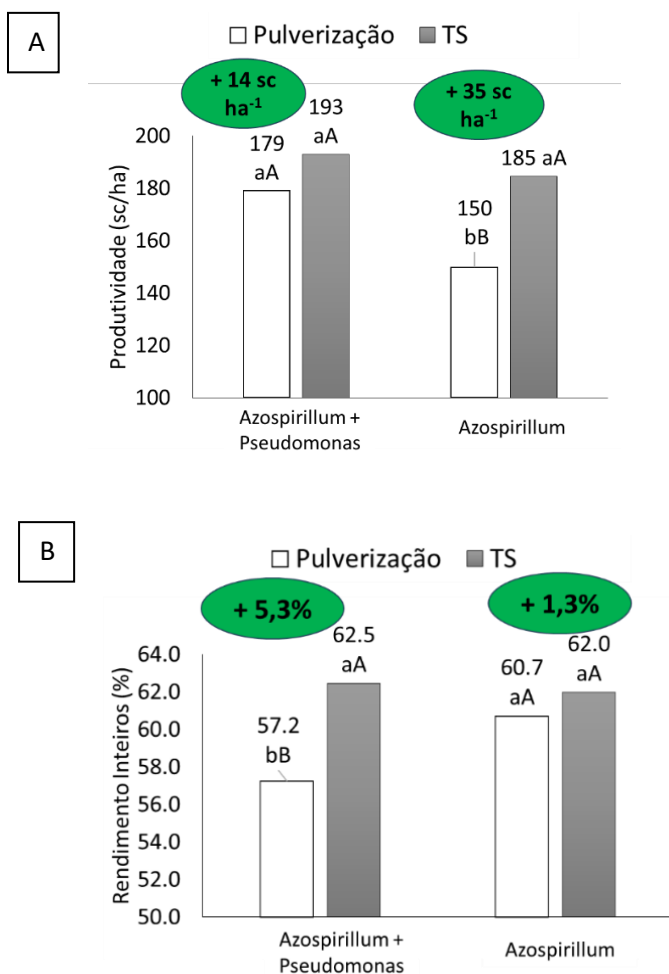 A
Pulverização TS
+ 14 sc
ha-1
+ 35 sc
ha-1
Produtividade (sc/ha)
200
180
160
140
120
100
179
aA
193
aA
150
bB
185 aA
Azospirillum +
Pseudomonas
Azospirillum
B
Pulverização TS
+ 5,3%
+ 1,3%
Rendimento Inteiros (%)
64.0
62.0
60.0
58.0
56.0
54.0
52.0
50.0
57.2
bB
62.5
aA
60.7
aA
62.0
aA
Azospirillum +
Pseudomonas
Azospirillum